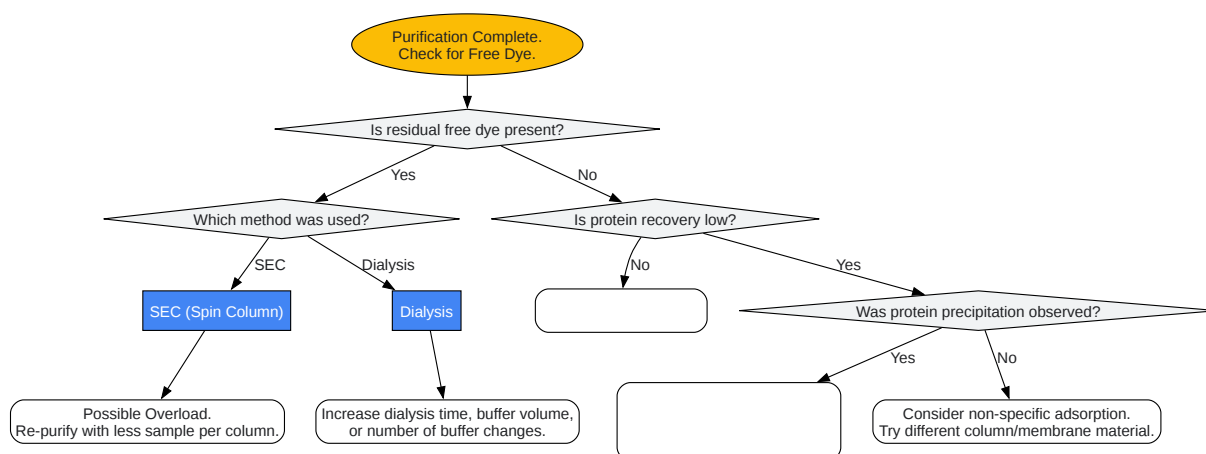 Purification Complete.
Check for Free Dye.
Is residual free dye present?
Yes
No
Which method was used?
Is protein recovery low?
SEC
Dialysis
No
Yes
SEC (Spin Column)
Dialysis
Was protein precipitation observed?
Yes
No
Possible Overload.
Re-purify with less sample per column.
Increase dialysis time, buffer volume,
or number of buffer changes.
Consider non-specific adsorption.
Try different column/membrane material.